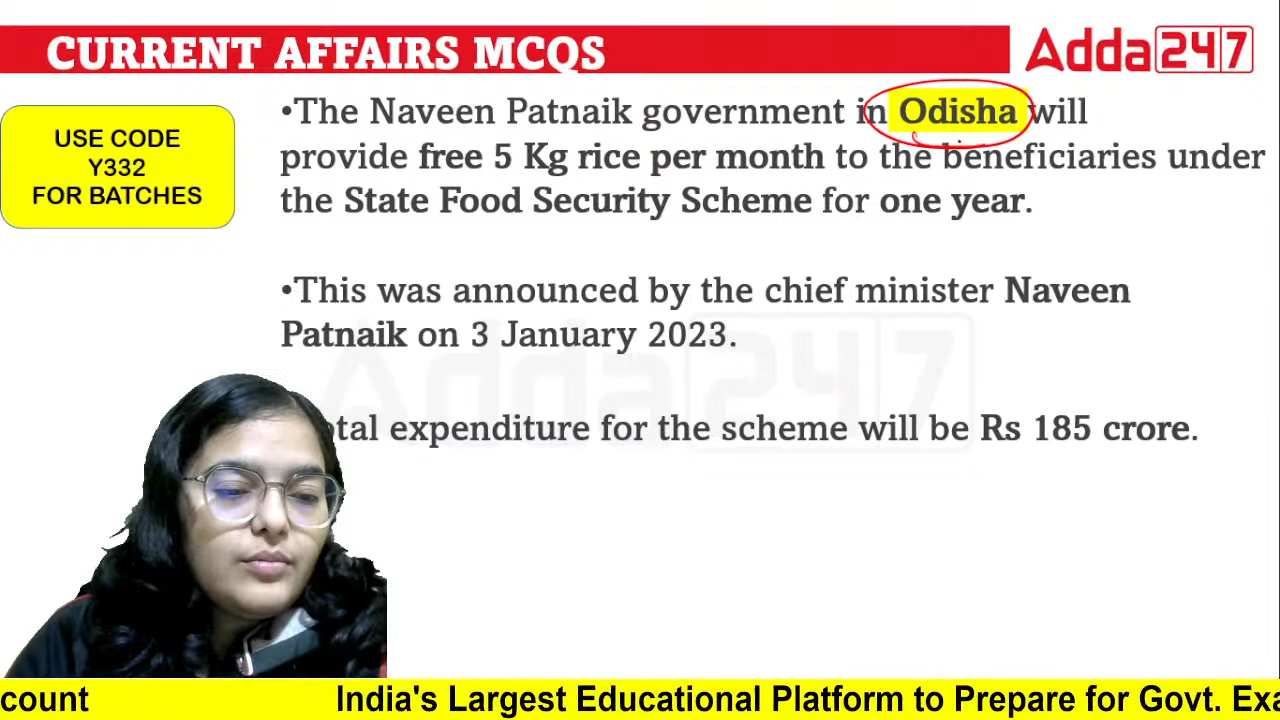 CURRENT AFFAIRS MCQS
Adda247
USE CODE
Y332
FOR BATCHES
•The Naveen Patnaik government in Odisha will
provide free 5 Kg rice per month to the beneficiaries under
the State Food Security Scheme for one year.
•This was announced by the chief minister Naveen
Patnaik on 3 January 2023.
expenditure for the scheme will be Rs 185 crore.
Adda247
count
India's Largest Educational Platform to Prepare for Govt.